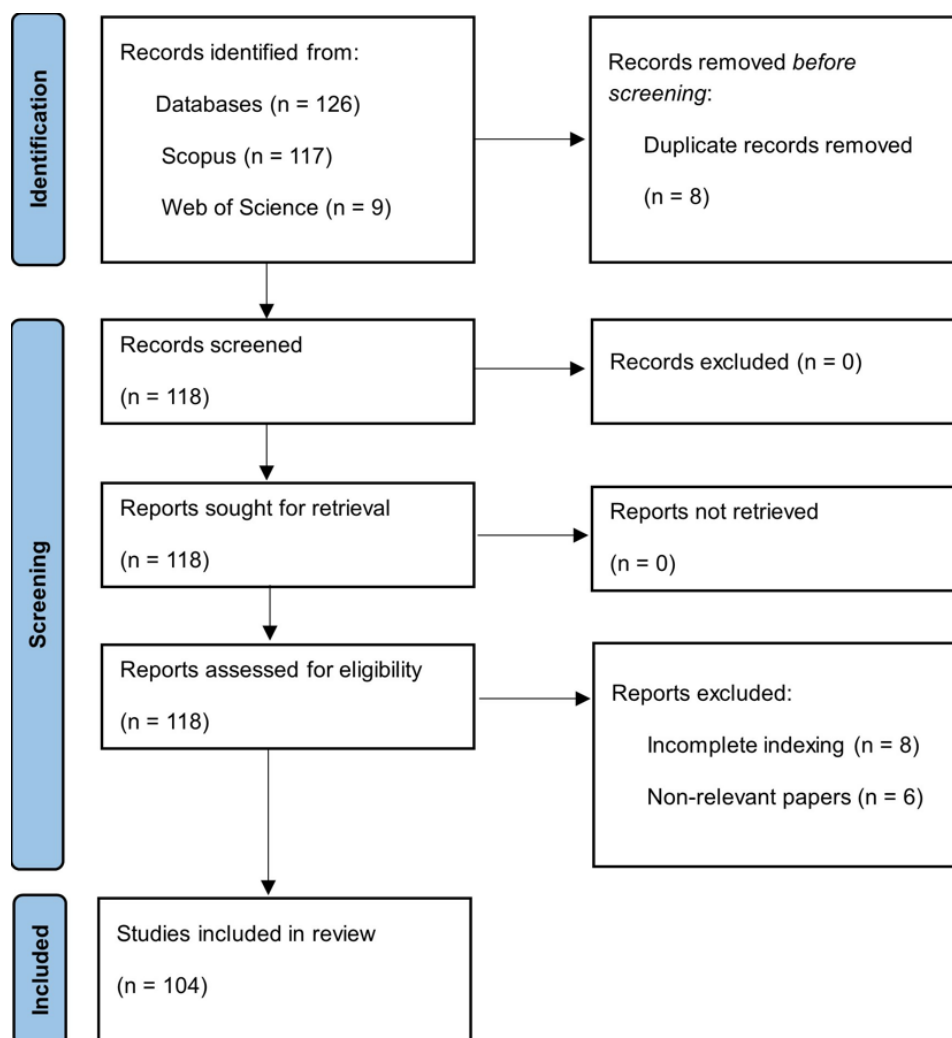 Identification
Records identified from:
Databases (n = 126)
Scopus (n = 117)
Web of Science (n = 9)
Records removed before
screening:
Duplicate records removed
(n = 8)
Screening
Records screened
(n = 118)
Records excluded (n = 0)
Reports sought for retrieval
(n = 118)
Reports not retrieved
(n = 0)
Reports assessed for eligibility
(n = 118)
Reports excluded:
Incomplete indexing (n = 8)
Non-relevant papers (n = 6)
Included
Studies included in review
(n = 104)